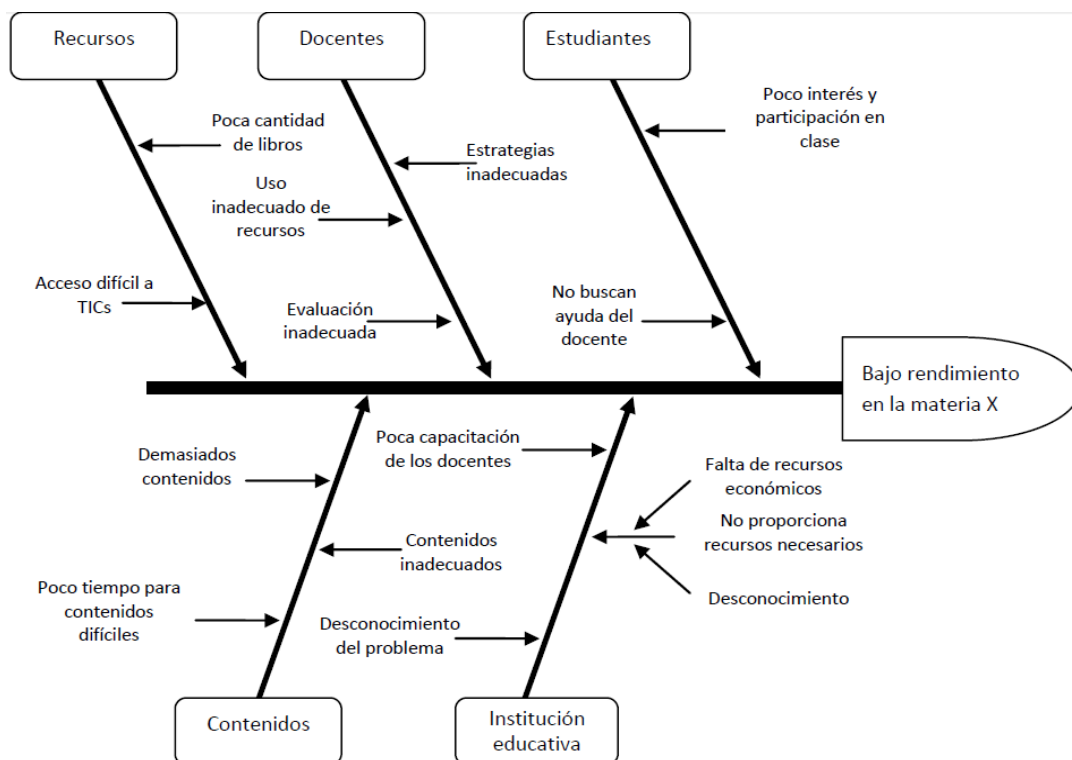 Recursos
Docentes
Estudiantes
Poca cantidad
de libros
Estrategias
inadecuadas
Poco interés y
participación en
clase
Uso
inadecuado de
recursos
Acceso difícil a
TICs
Evaluación
inadecuada
No buscan
ayuda del
docente
Bajo rendimiento
en la materia X
Demasiados
contenidos
Poca capacitación
de los docentes
Falta de recursos
económicos
No proporciona
recursos necesarios
Contenidos
inadecuados
Poco tiempo para
contenidos
difíciles
Desconocimiento
del problema
Desconocimiento
Contenidos
Institución
educativa